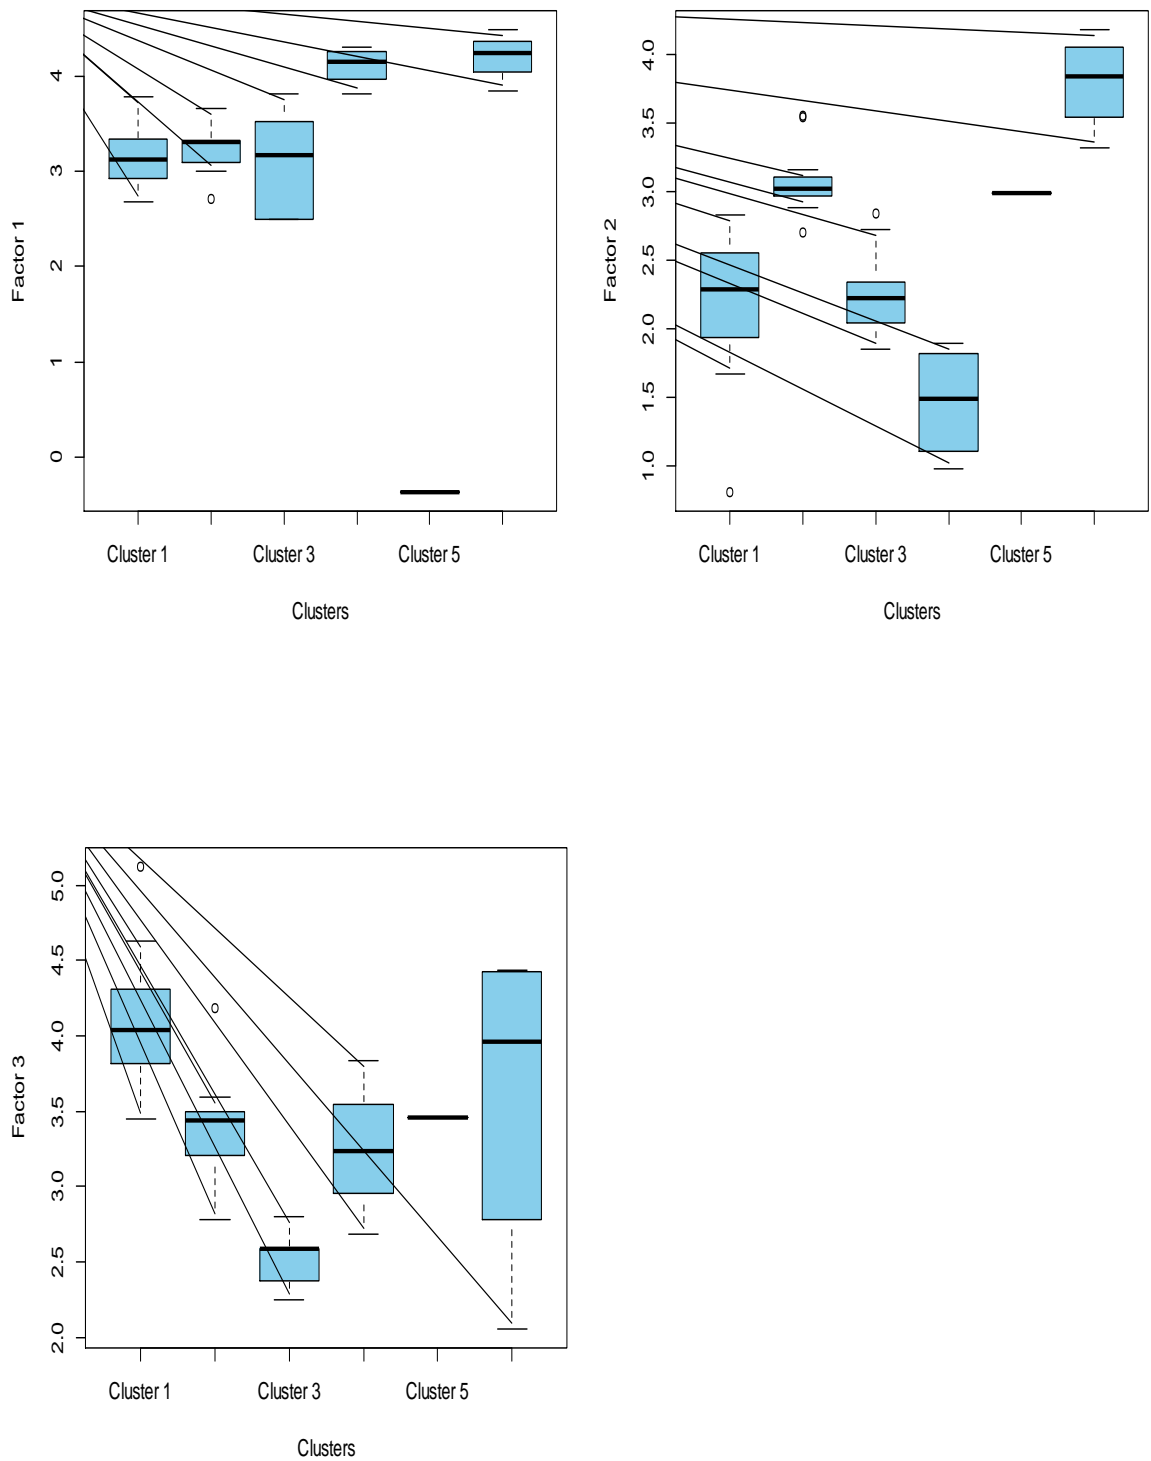 Factor 1
4
3
2
1
0
Cluster 1
Cluster 3
Cluster 5
Clusters
Factor 2
4.0
3.5
3.0
2.5
2.0
1.5
1.0
Cluster 1
Cluster 3
Cluster 5
Clusters
Factor 3
5.0
4.5
4.0
3.5
3.0
2.5
2.0
Cluster 1
Cluster 3
Cluster 5
Clusters